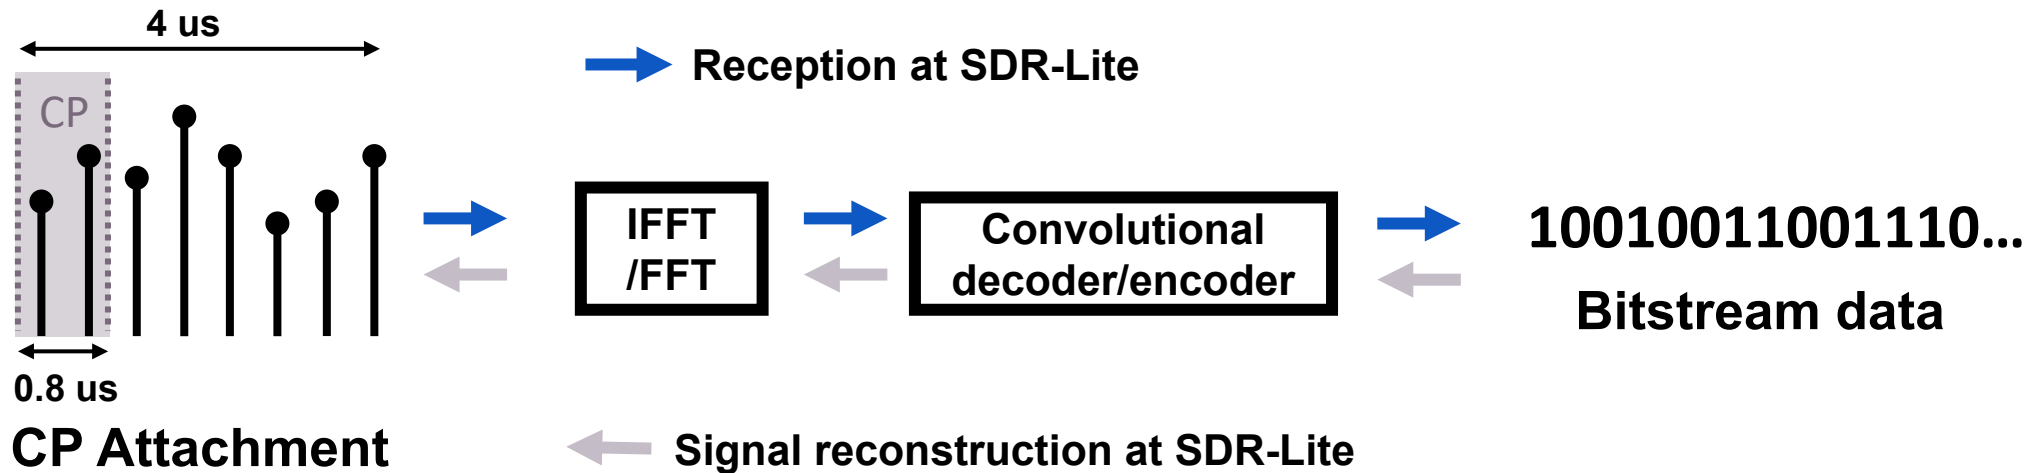 4 us
Reception at SDR-Lite
CP
IFFT
/FFT
Convolutional
decoder/encoder
10010011001110...
Bitstream data
0.8 us
CP Attachment
Signal reconstruction at SDR-Lite